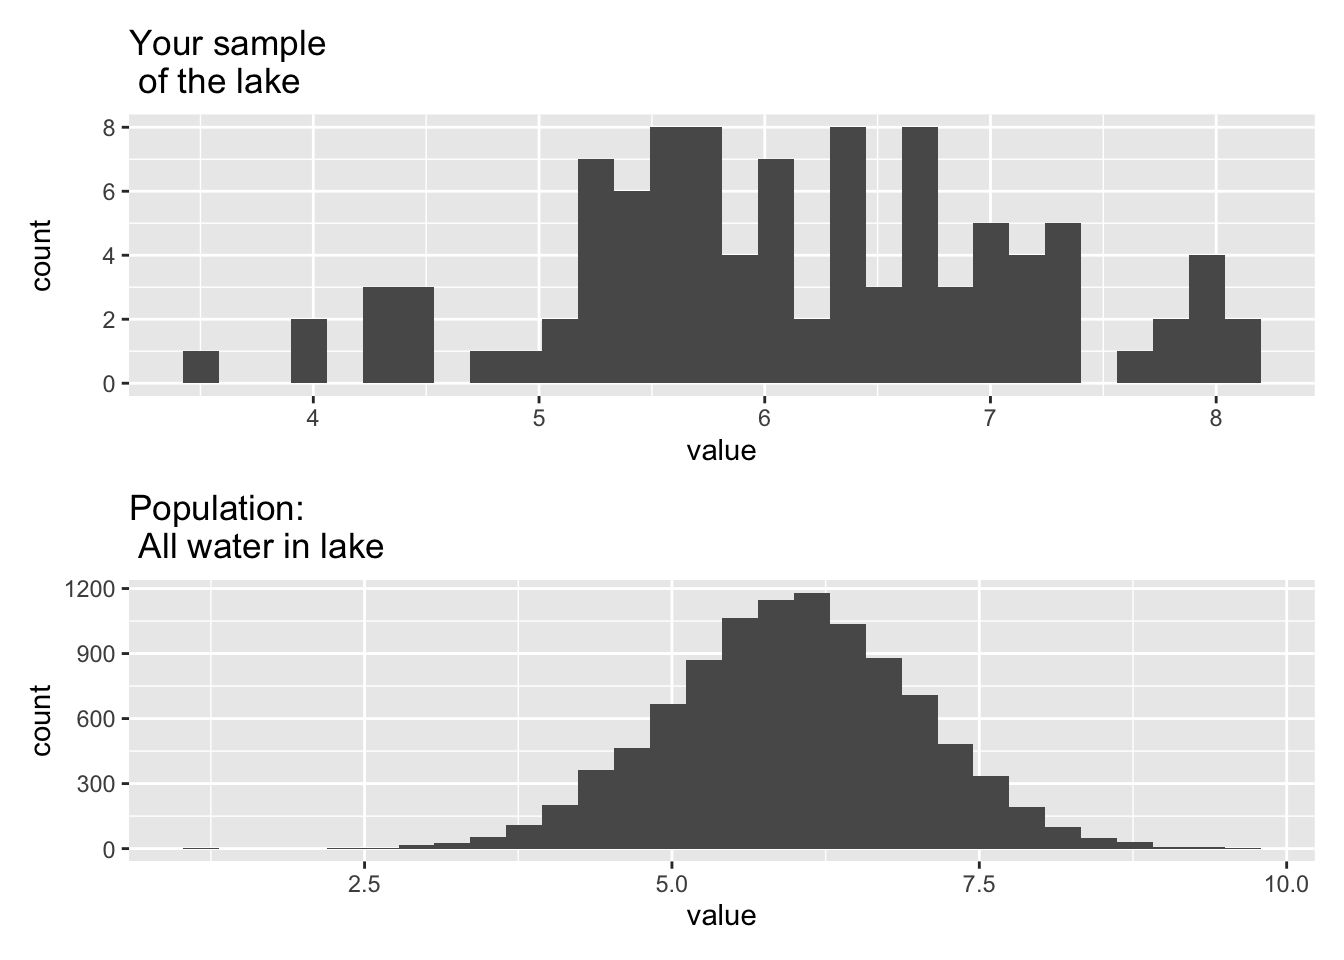 Your sample
of the lake
8
6
4
2
0
count
4 5 6 7 8
value
Population:
All water in lake
1200
900
600
300
0
count
2.5 5.0 7.5 10.0
value